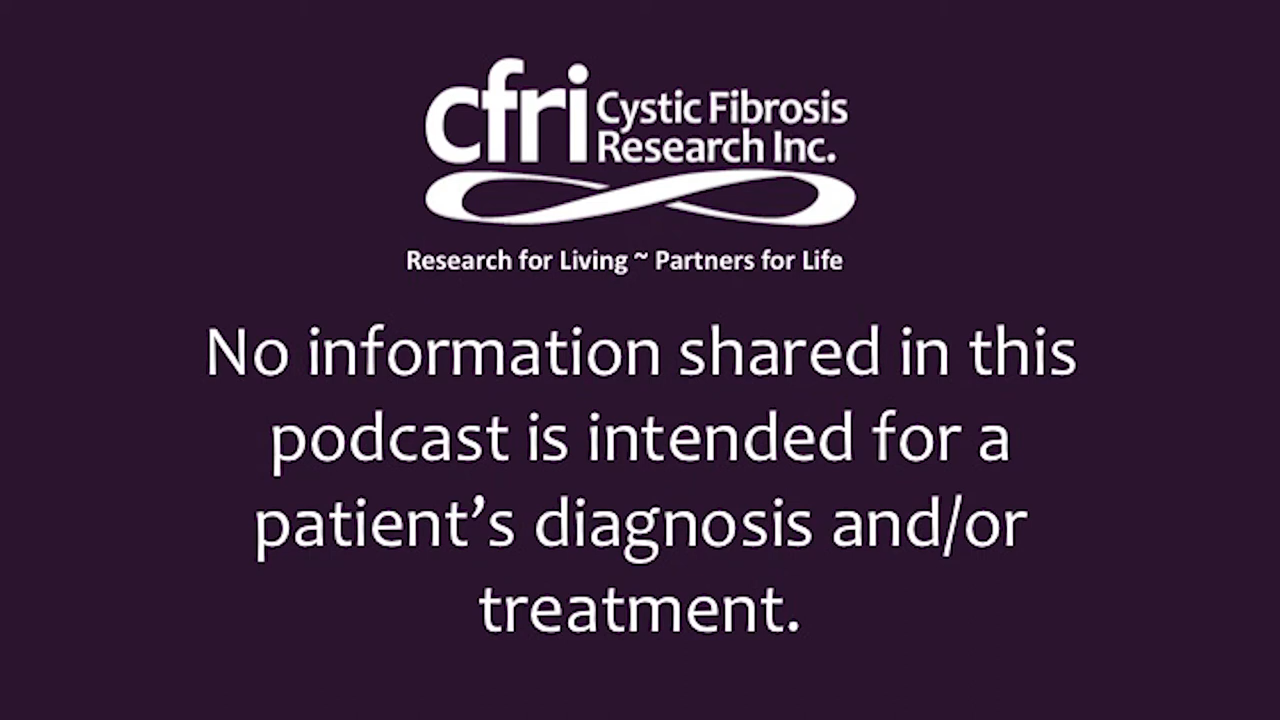 cfri Cystic Fibrosis
Research Inc.
Research for Living ~ Partners for Life
No information shared in this
podcast is intended for a
patient’s diagnosis and/or
treatment.